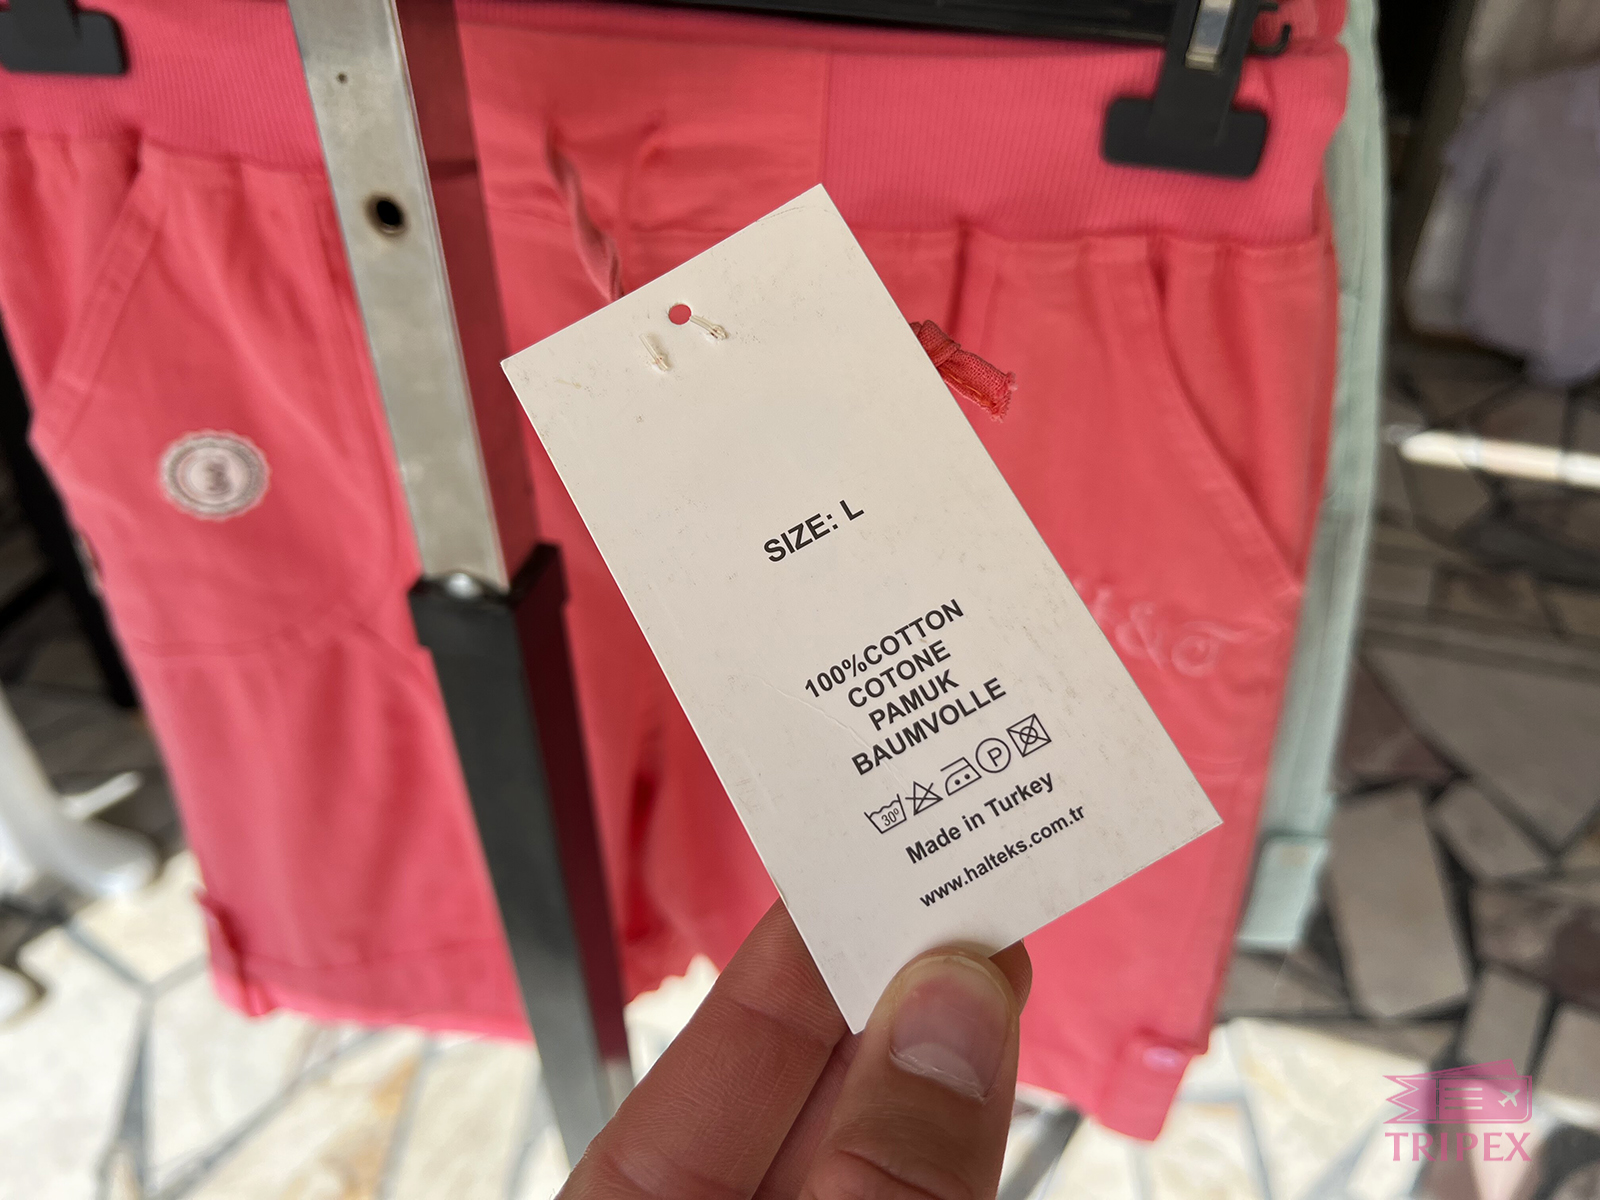 SIZE: L
100%COTTON
COTONE
PAMUK
BAUMVOLLE
30°
P
Made in Turkey
www.halteks.com.tr
TRIPEX